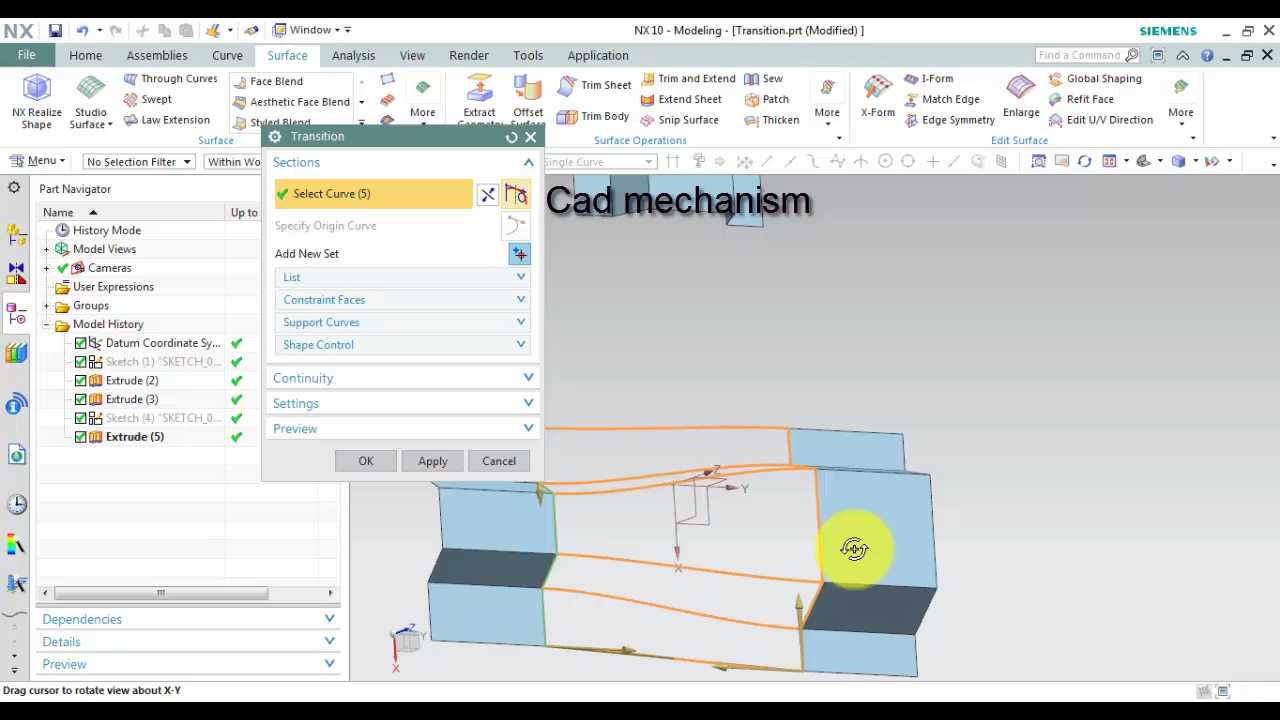 NX
Window
NX 10 - Modeling - [Transition.prt (Modified) ]
SIEMENS
File
Home
Assemblies
Curve
Surface
Analysis
View
Render
Tools
Application
Find a Command
NX Realize Shape
Studio Surface
Through Curves
Swept
Law Extension
Face Blend
Aesthetic Face Blend
Styled Blend
More
Extract Geometry
Offset Surface
Trim Sheet
Trim Body
Trim and Extend
Extend Sheet
Snip Surface
Sew
Patch
Thicken
More
X-Form
I-Form
Match Edge
Edge Symmetry
Enlarge
Global Shaping
Refit Face
Edit U/V Direction
More
Surface
Surface Operations
Edit Surface
Menu
No Selection Filter
Within Wo
Single Curve
Part Navigator
Name
Up to
History Mode
Model Views
Cameras
User Expressions
Groups
Model History
Datum Coordinate Sy...
Sketch (1) "SKETCH_0...
Extrude (2)
Extrude (3)
Sketch (4) "SKETCH_0...
Extrude (5)
Dependencies
Details
Preview
Transition
Sections
Select Curve (5)
Specify Origin Curve
Add New Set
List
Constraint Faces
Support Curves
Shape Control
Continuity
Settings
Preview
OK
Apply
Cancel
Cad mechanism
Z
Y
X
Z
Y
X
Drag cursor to rotate view about X-Y